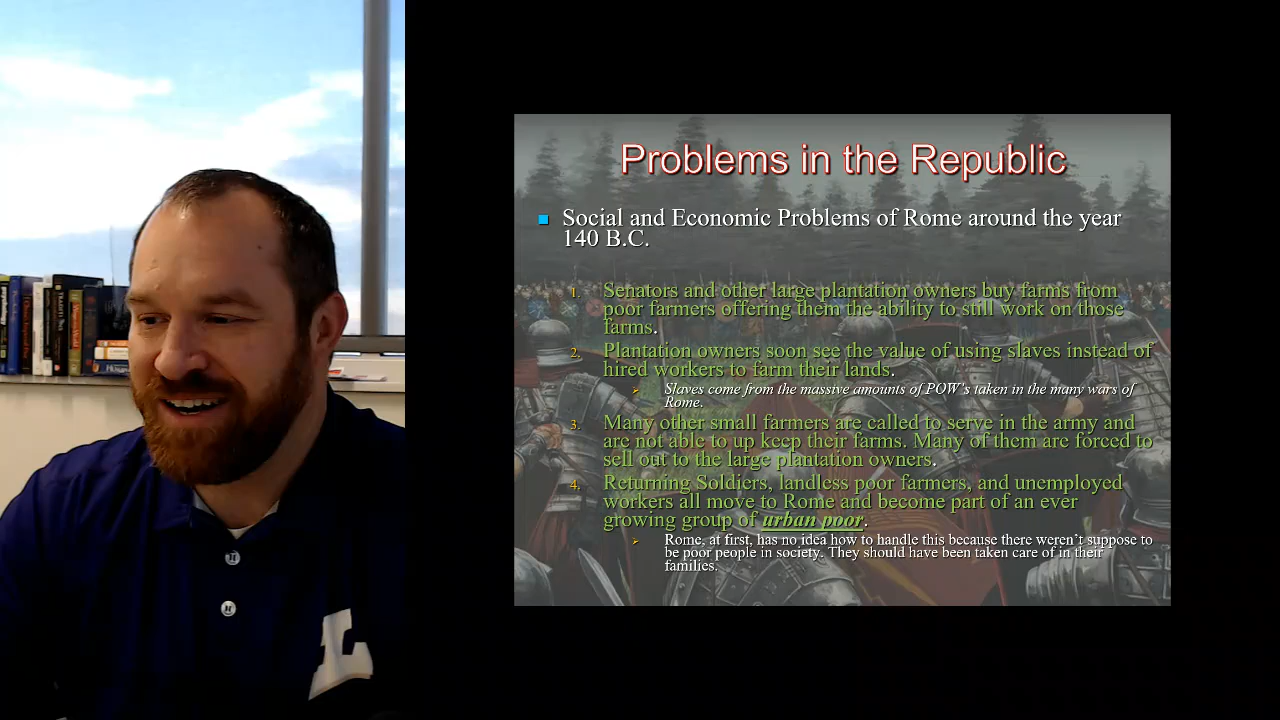 Problems in the Republic
Social and Economic Problems of Rome around the year
140 B.C.
1. Senators and other large plantation owners buy farms from
poor farmers offering them the ability to still work on those
farms.
2. Plantation owners soon see the value of using slaves instead of
hired workers to farm their lands.
Slaves come from the massive amounts of POW's taken in the many wars of
Rome.
3. Many other small farmers are called to serve in the army and
are not able to up keep their farms. Many of them are forced to
sell out to the large plantation owners.
4. Returning Soldiers, landless poor farmers, and unemployed
workers all move to Rome and become part of an ever
growing group of urban poor.
Rome, at first, has no idea how to handle this because there weren't suppose to
be poor people in society. They should have been taken care of in their
families.
L